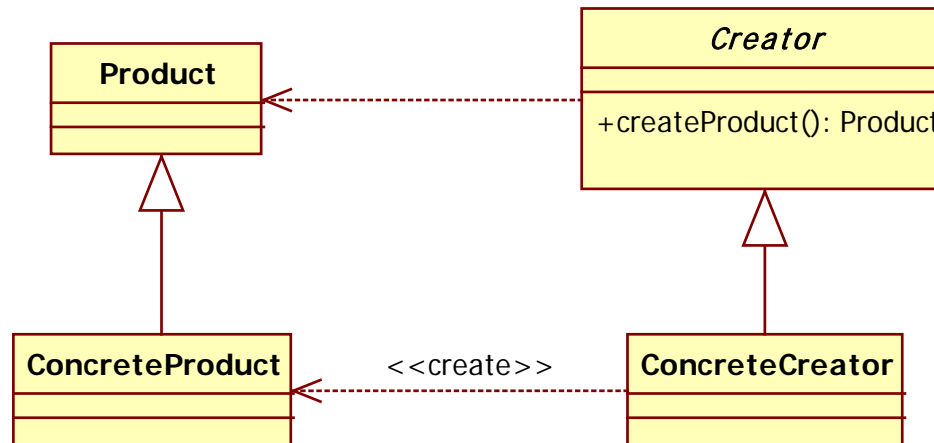 Product
Creator
+createProduct(): Product
ConcreteProduct
<<create>>
ConcreteCreator